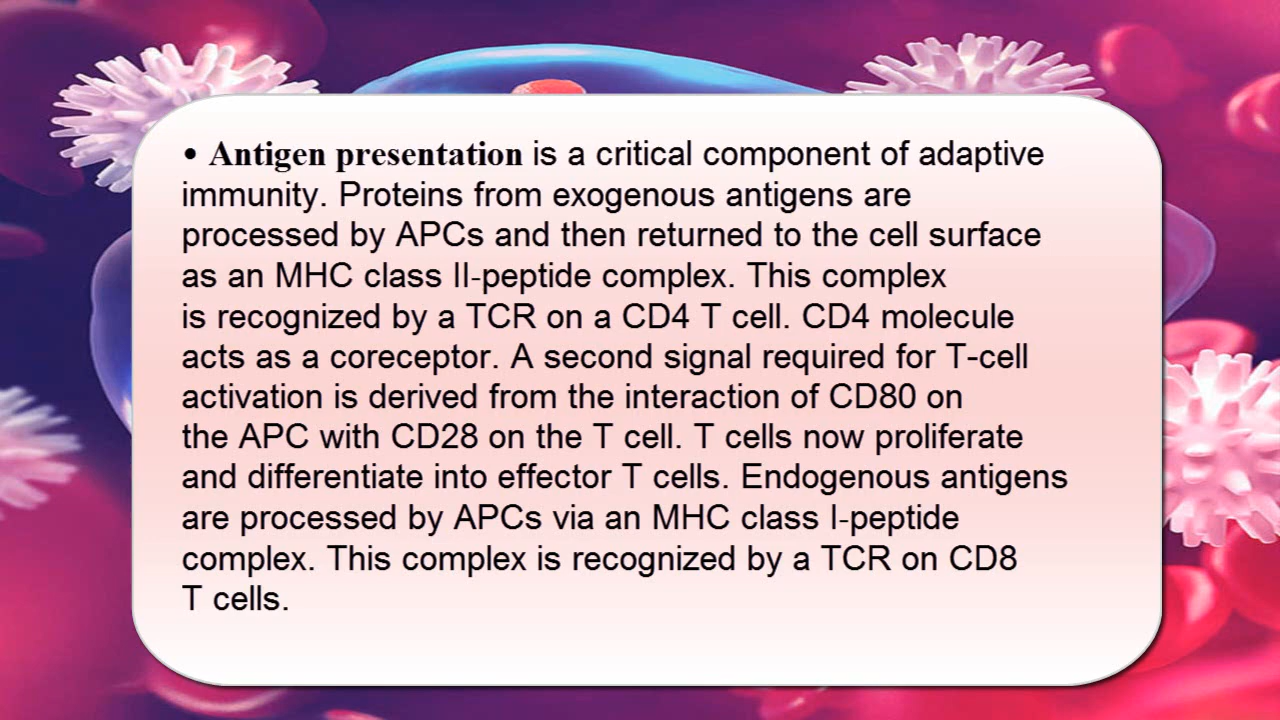 • Antigen presentation is a critical component of adaptive
immunity. Proteins from exogenous antigens are
processed by APCs and then returned to the cell surface
as an MHC class II-peptide complex. This complex
is recognized by a TCR on a CD4 T cell. CD4 molecule
acts as a coreceptor. A second signal required for T-cell
activation is derived from the interaction of CD80 on
the APC with CD28 on the T cell. T cells now proliferate
and differentiate into effector T cells. Endogenous antigens
are processed by APCs via an MHC class I-peptide
complex. This complex is recognized by a TCR on CD8
T cells.